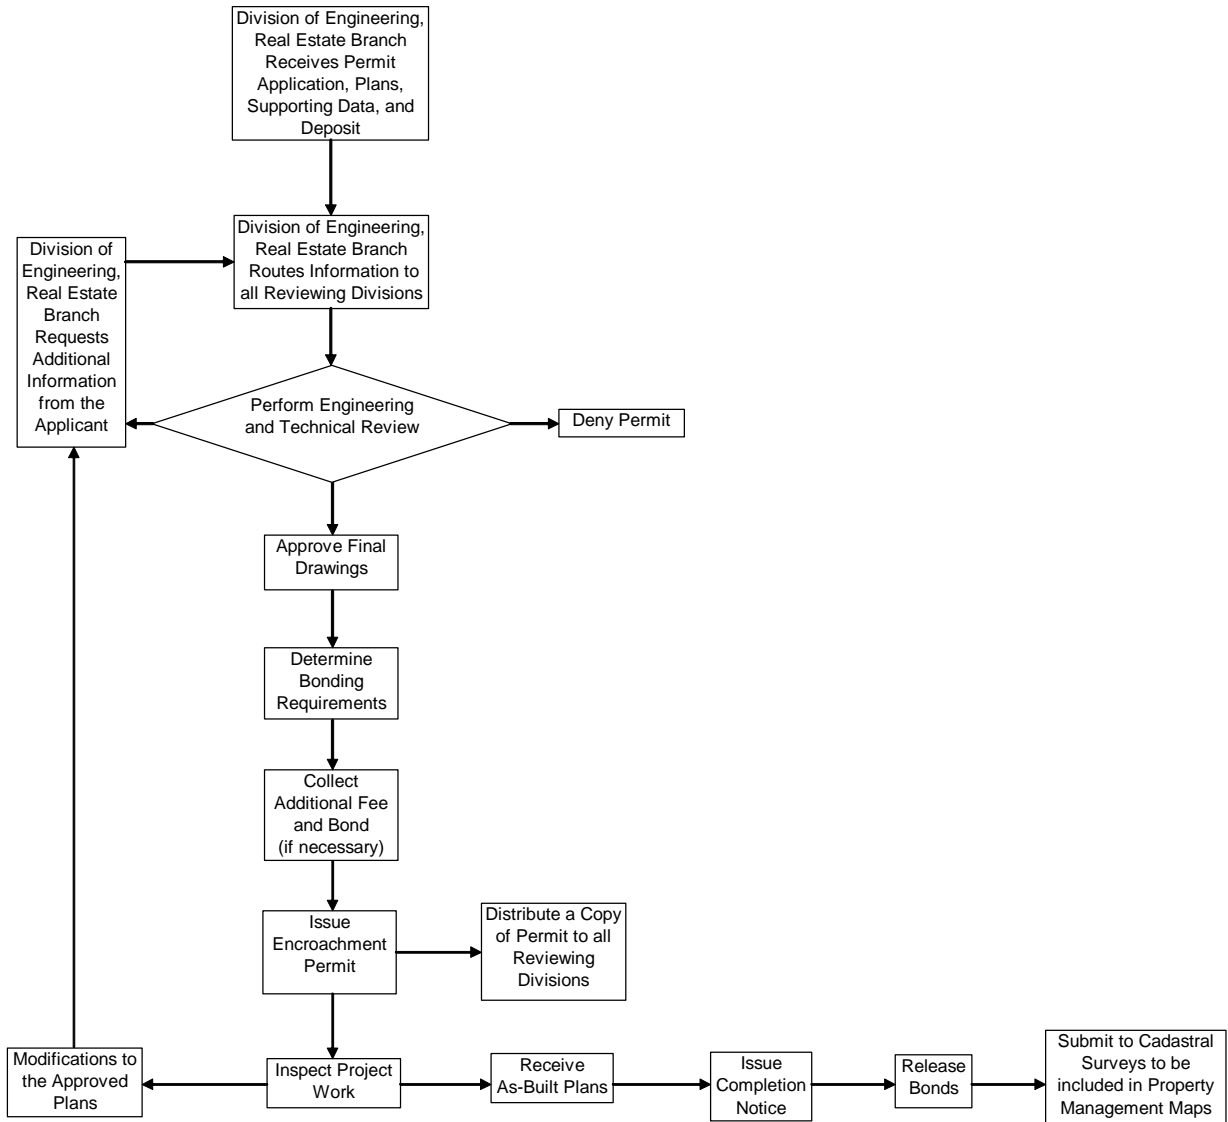 Division of Engineering,
Real Estate Branch
Receives Permit
Application, Plans,
Supporting Data, and
Deposit
Division of Engineering,
Real Estate Branch
Routes Information to
all Reviewing Divisions
Division of
Engineering,
Real Estate
Branch
Requests
Additional
Information
from the
Applicant
Perform Engineering
and Technical Review
Deny Permit
Approve Final
Drawings
Determine
Bonding
Requirements
Collect
Additional Fee
and Bond
(if necessary)
Issue
Encroachment
Permit
Distribute a Copy
of Permit to all
Reviewing
Divisions
Modifications to
the Approved
Plans
Inspect Project
Work
Receive
As-Built Plans
Issue
Completion
Notice
Release
Bonds
Submit to Cadastral
Surveys to be
included in Property
Management Maps